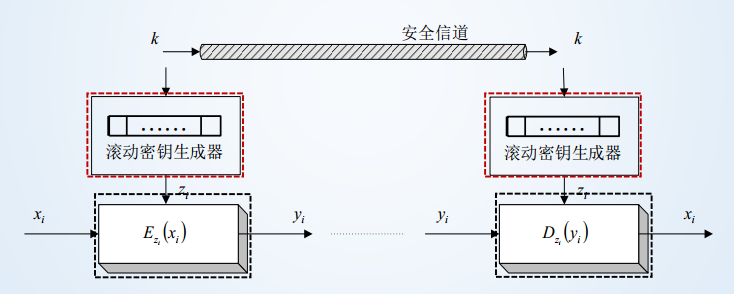 安全信道
k k
...... ......
滚动密钥生成器 滚动密钥生成器
z_i z_i
x_i E_{z_i}(x_i) y_i y_i D_{z_i}(y_i) x_i